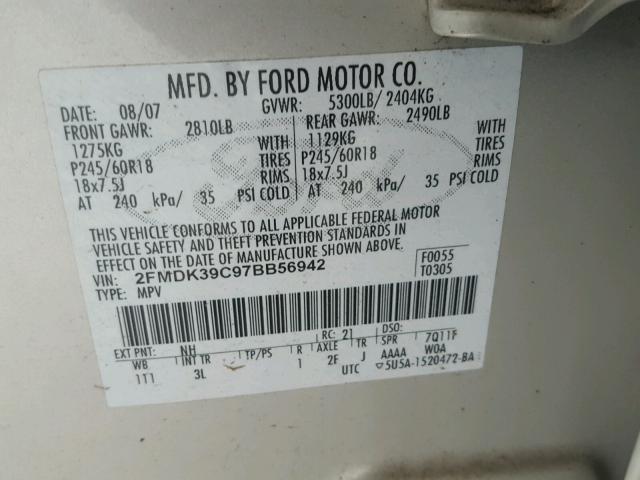 MFD. BY FORD MOTOR CO.
DATE: 08/07 GVWR: 5300LB/ 2404KG
FRONT GAWR: 2810LB REAR GAWR: 2490LB
1275KG WITH 1129KG WITH
P245/60R18 TIRES P245/60R18 TIRES
18x7.5J RIMS 18x7.5J RIMS
AT 240 kPa/ 35 PSI COLD AT 240 kPa/ 35 PSI COLD
THIS VEHICLE CONFORMS TO ALL APPLICABLE FEDERAL MOTOR
VEHICLE SAFETY AND THEFT PREVENTION STANDARDS IN
EFFECT ON THE DATE OF MANUFACTURE SHOWN ABOVE.
VIN: 2FMDK39C97BB56942 F0055
TYPE: MPV T0305
EXT PNT: NH RC: 21 DSO:
WB INT TR TP/PS R AXLE TR SPR 7Q11F
1T1 3L 1 2F J AAAA W0A
UTC 5U5A-1520472-BA
Ford